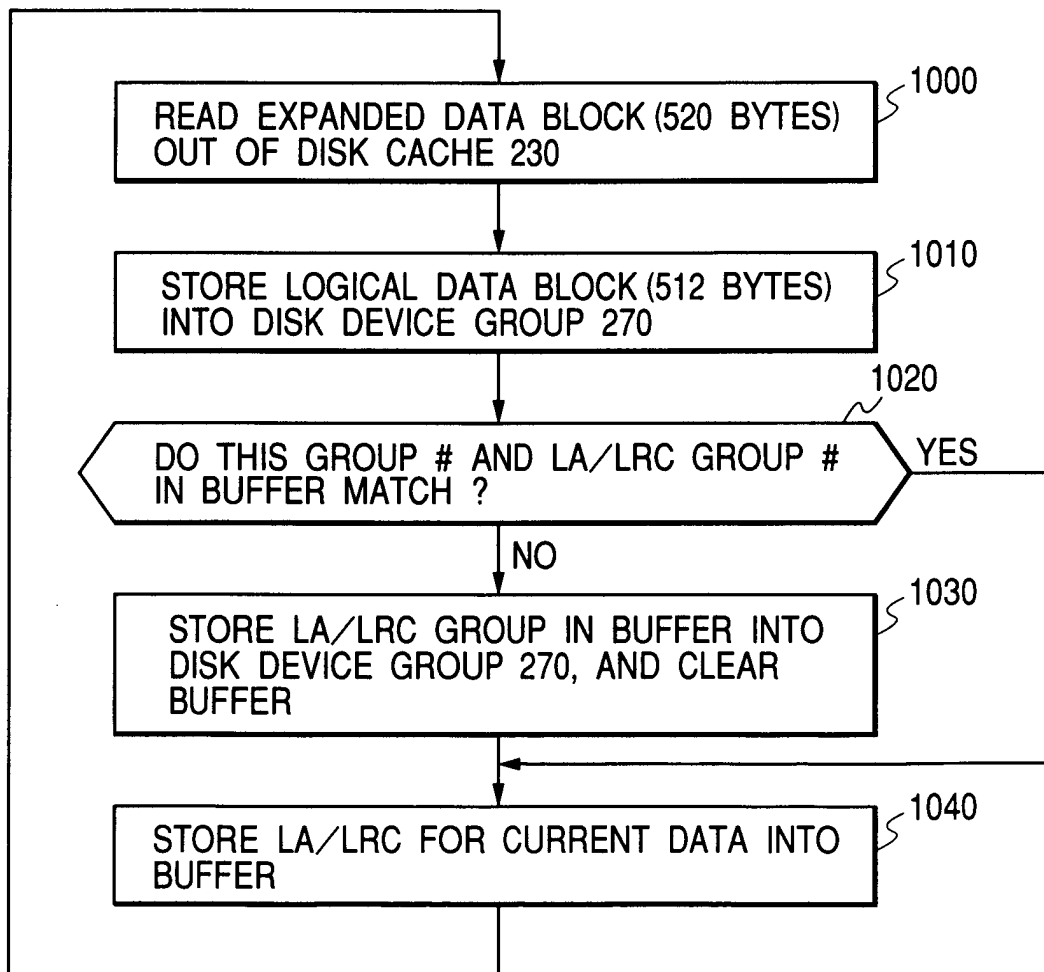 1000
READ EXPANDED DATA BLOCK (520 BYTES)
OUT OF DISK CACHE 230
1010
STORE LOGICAL DATA BLOCK (512 BYTES)
INTO DISK DEVICE GROUP 270
1020
DO THIS GROUP # AND LA/LRC GROUP #
IN BUFFER MATCH ?
YES
NO
1030
STORE LA/LRC GROUP IN BUFFER INTO
DISK DEVICE GROUP 270, AND CLEAR
BUFFER
1040
STORE LA/LRC FOR CURRENT DATA INTO
BUFFER